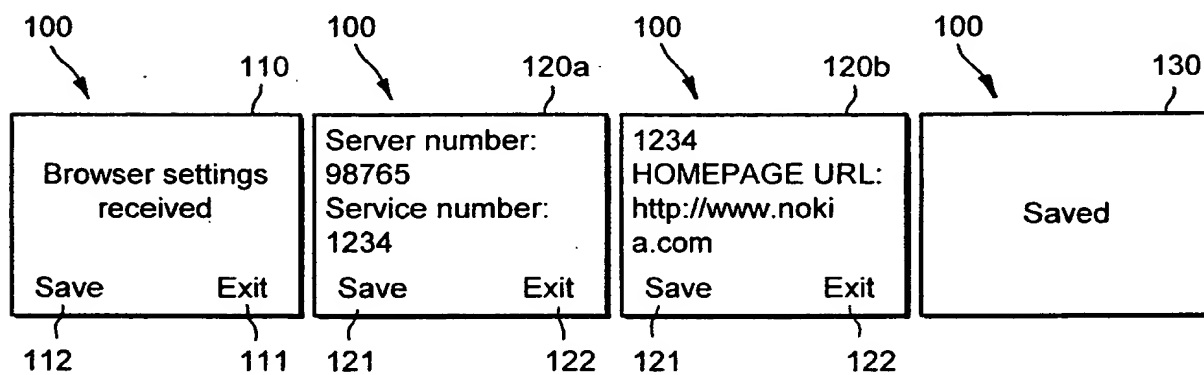 100 100 100 100
110 120a 120b 130
Browser settings
received
Save Exit
112 111
Server number:
98765
Service number:
1234
Save Exit
121 122
1234
HOMEPAGE URL:
http://www.noki
a.com
Save Exit
121 122
Saved